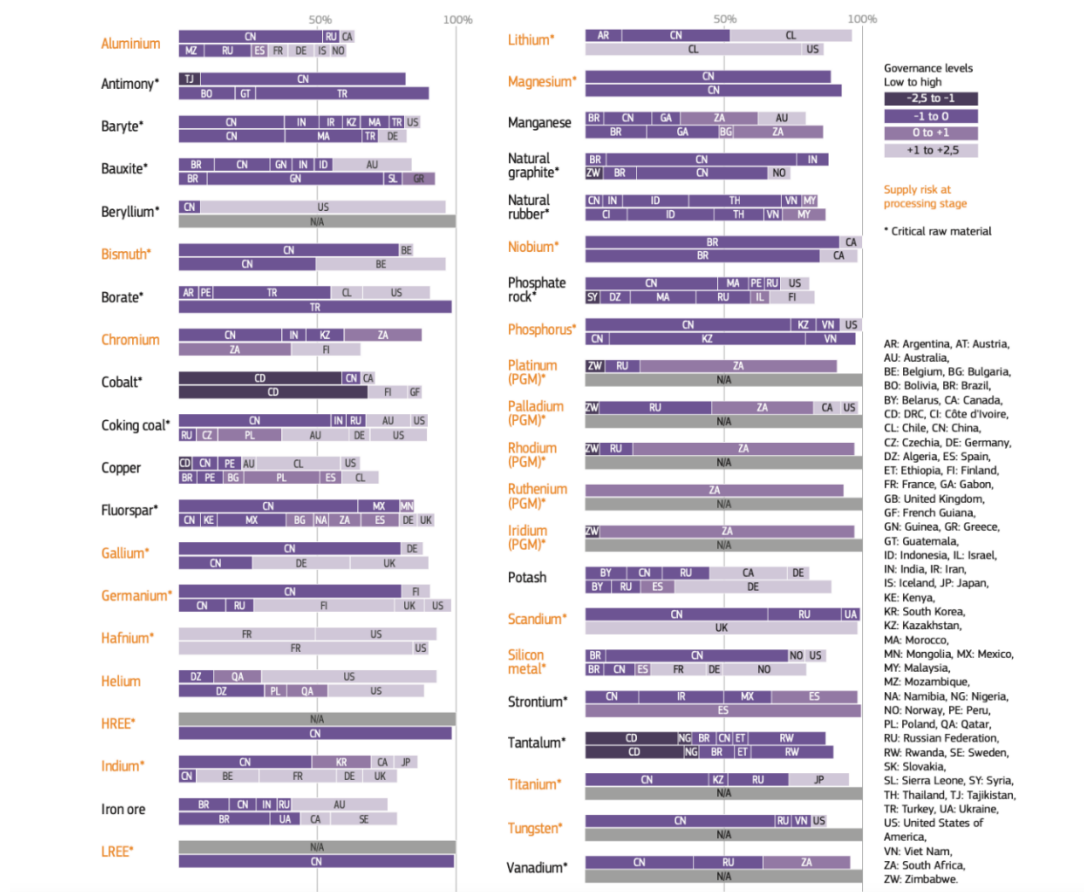 50% 100%
Aluminium
CN RU CA
MZ RU ES FR DE IS NO
Antimony*
TJ CN
BO GT TR
Baryte*
CN IN IR KZ MA TR US
CN MA TR DE
Bauxite*
BR CN GN IN ID AU
BR GN SL GR
Beryllium*
CN US
N/A
Bismuth*
CN BE
CN BE
Borate*
AR PE TR CL US
TR
Chromium
CN IN KZ ZA
ZA FI
Cobalt*
CD CN CA
CD FI GF
Coking coal*
CN IN RU AU US
RU CZ PL AU DE US
Copper
CD CN PE AU CL US
BR PE BG PL ES CL
Fluorspar*
CN MX MN
CN KE MX BG NA ZA ES DE UK
Gallium*
CN DE
CN DE UK
Germanium*
CN FI
CN RU FI UK US
Hafnium*
FR US
FR US
Helium
DZ QA US
DZ PL QA US
HREE*
N/A
CN
Indium*
CN KR CA JP
CN BE FR DE UK
Iron ore
BR CN IN RU AU
BR UA CA SE
LREE*
N/A
CN
50% 100%
Lithium*
AR CN CL
CL US
Magnesium*
CN
CN
Manganese
BR CN GA ZA AU
BR GA BG ZA
Natural
graphite*
BR CN IN
ZW BR CN NO
Natural
rubber*
CN IN ID TH VN MY
CI ID TH VN MY
Niobium*
BR CA
BR CA
Phosphate
rock*
CN MA PE RU US
SY DZ MA RU IL FI
Phosphorus*
CN KZ VN US
CN KZ VN
Platinum
(PGM)*
ZW RU ZA
N/A
Palladium
(PGM)*
ZW RU ZA CA US
N/A
Rhodium
(PGM)*
ZW RU ZA
N/A
Ruthenium
(PGM)*
ZA
N/A
Iridium
(PGM)*
ZW ZA
N/A
Potash
BY CN RU CA DE
BY RU ES DE
Scandium*
CN RU UA
UK
Silicon
metal*
BR CN NO US
BR CN ES FR DE NO
Strontium*
CN IR MX ES
ES
Tantalum*
CD NG BR CN ET RW
CD NG BR ET RW
Titanium*
CN KZ RU JP
N/A
Tungsten*
CN RU VN US
N/A
Vanadium*
CN RU ZA
N/A
Governance levels
Low to high
-2,5 to -1
-1 to 0
0 to +1
+1 to +2,5
Supply risk at
processing stage
* Critical raw material
AR: Argentina, AT: Austria,
AU: Australia,
BE: Belgium, BG: Bulgaria,
BO: Bolivia, BR: Brazil,
BY: Belarus, CA: Canada,
CD: DRC, CI: Côte d'Ivoire,
CL: Chile, CN: China,
CZ: Czechia, DE: Germany,
DZ: Algeria, ES: Spain,
ET: Ethiopia, FI: Finland,
FR: France, GA: Gabon,
GB: United Kingdom,
GF: French Guiana,
GN: Guinea, GR: Greece,
GT: Guatemala,
ID: Indonesia, IL: Israel,
IN: India, IR: Iran,
IS: Iceland, JP: Japan,
KE: Kenya,
KR: South Korea,
KZ: Kazakhstan,
MA: Morocco,
MN: Mongolia, MX: Mexico,
MY: Malaysia,
MZ: Mozambique,
NA: Namibia, NG: Nigeria,
NO: Norway, PE: Peru,
PL: Poland, QA: Qatar,
RU: Russian Federation,
RW: Rwanda, SE: Sweden,
SK: Slovakia,
SL: Sierra Leone, SY: Syria,
TH: Thailand, TJ: Tajikistan,
TR: Turkey, UA: Ukraine,
US: United States of
America,
VN: Viet Nam,
ZA: South Africa,
ZW: Zimbabwe.